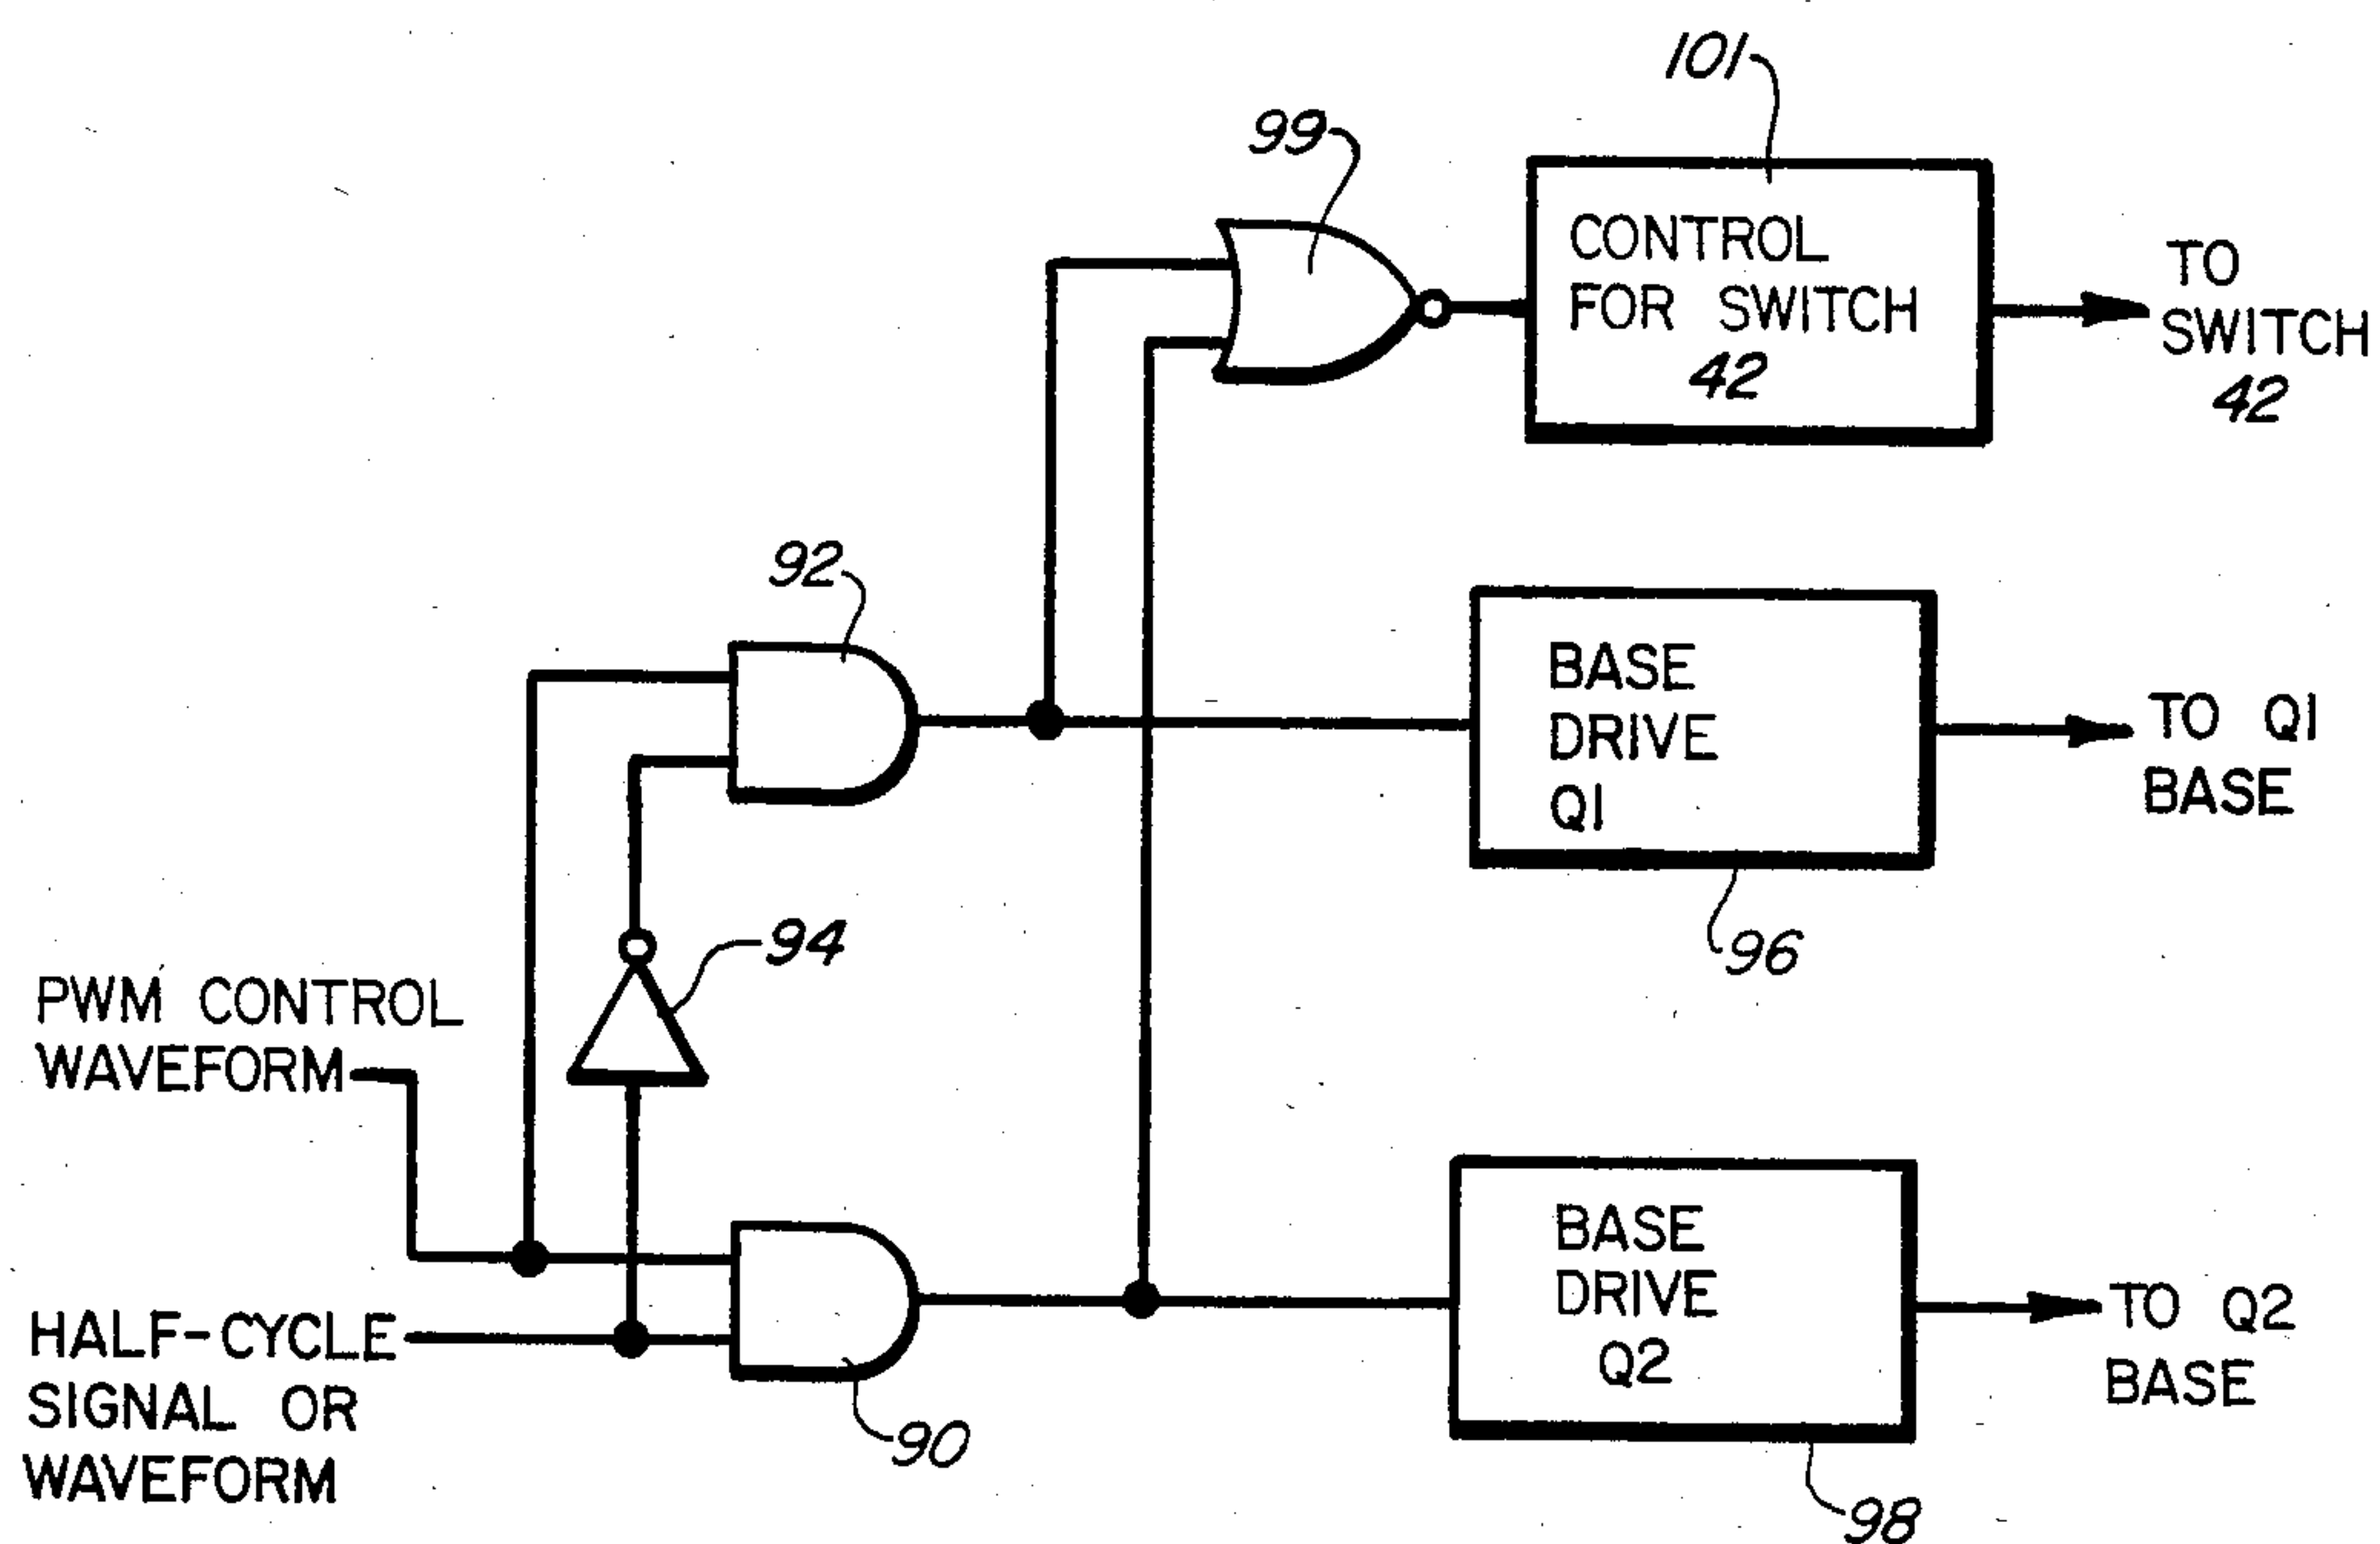 101
99
CONTROL
FOR SWITCH
42
TO
SWITCH
42
92
BASE
DRIVE
Q1
TO Q1
BASE
96
94
PWM CONTROL
WAVEFORM
BASE
DRIVE
Q2
TO Q2
BASE
HALF-CYCLE
SIGNAL OR
WAVEFORM
90
98